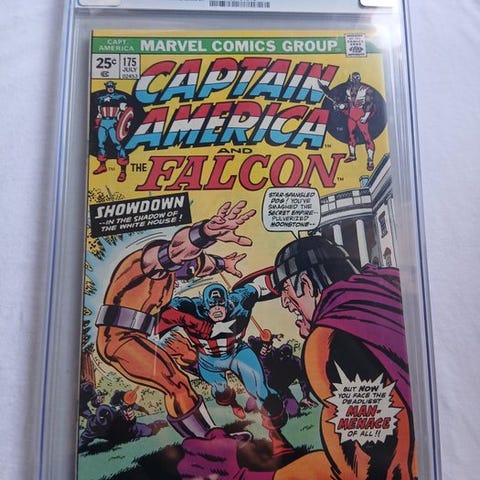 CAPT. AMERICA
MARVEL COMICS GROUP
25¢
175
JULY
02453
CAPTAIN
AMERICA
AND
THE FALCON
SHOWDOWN
--IN THE SHADOW OF
THE WHITE HOUSE!
STAR-SPANGLED
DOG! YOU'VE
SMASHED THE
SECRET EMPIRE--
PULVERIZED
MOONSTONE--
BUT NOW
YOU FACE THE
DEADLIEST
MAN-
MENACE
OF ALL!!